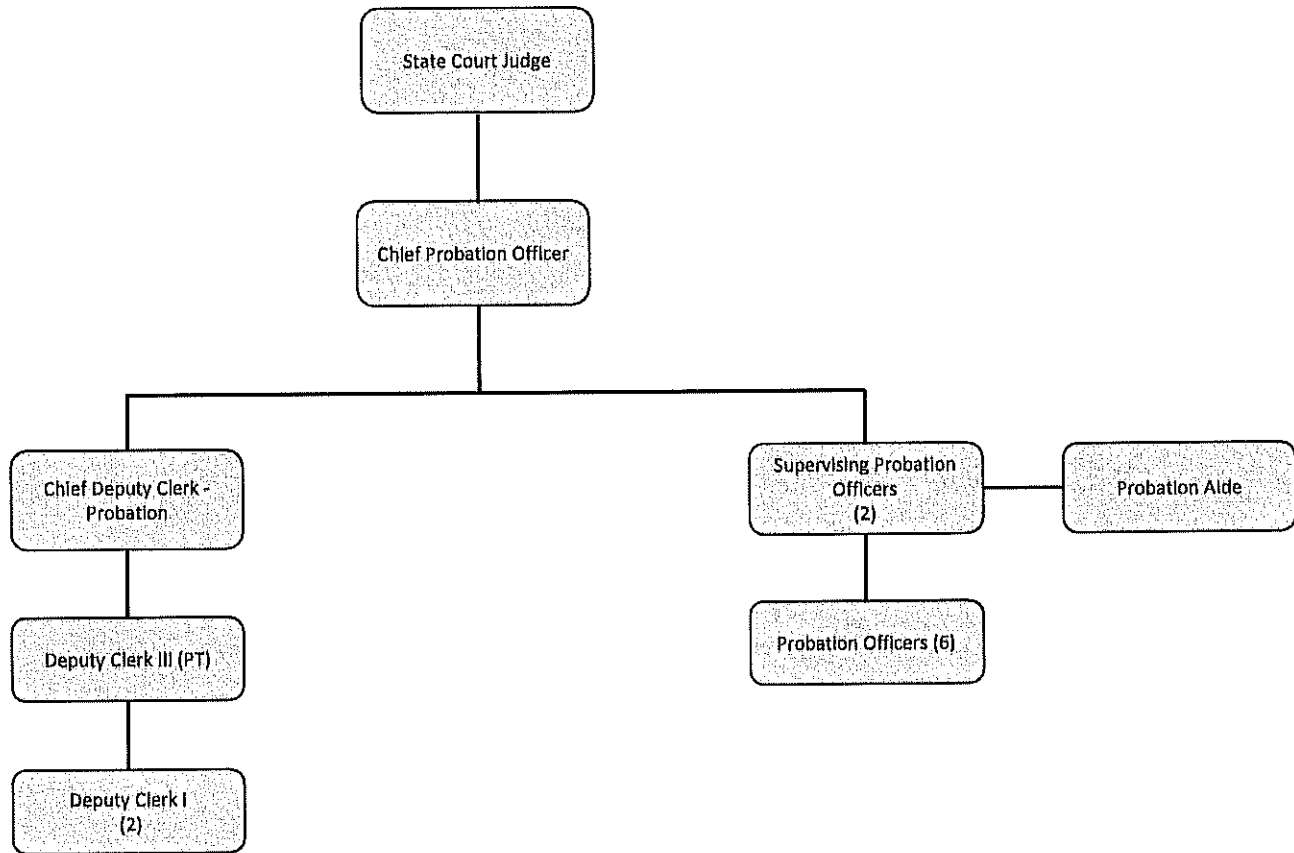 State Court Judge
Chief Probation Officer
Chief Deputy Clerk -
Probation
Supervising Probation
Officers
(2)
Probation Aide
Deputy Clerk III (PT)
Probation Officers (6)
Deputy Clerk I
(2)